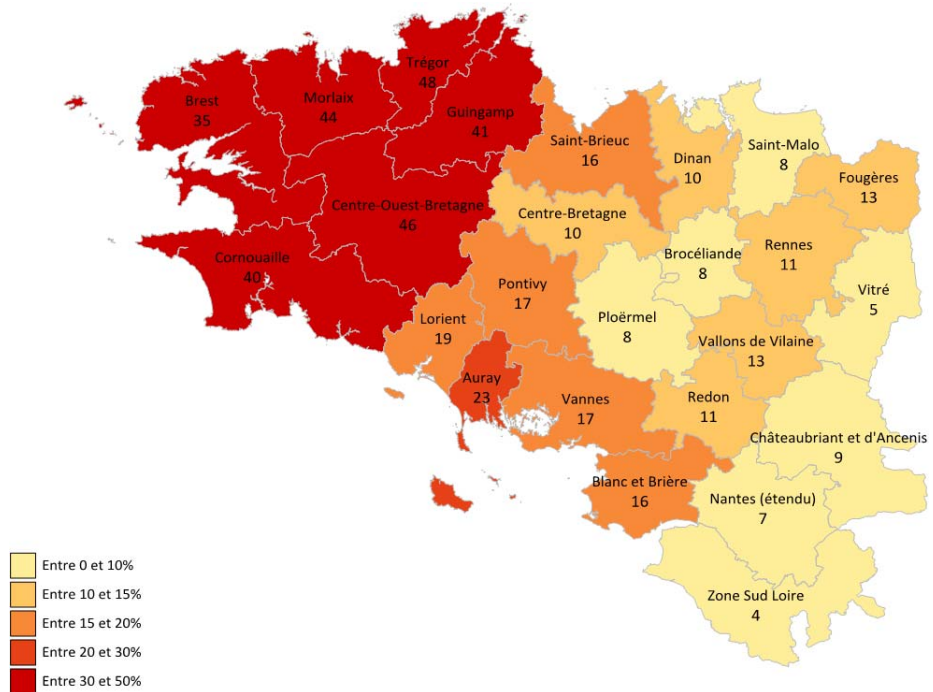 Trégor
48
Brest
35
Morlaix
44
Guingamp
41
Saint-Brieuc
16
Dinan
10
Saint-Malo
8
Fougères
13
Centre-Ouest-Bretagne
46
Centre-Bretagne
10
Brocéliande
8
Rennes
11
Cornouaille
40
Pontivy
17
Vitré
5
Lorient
19
Ploërmel
8
Vallons de Vilaine
13
Auray
23
Vannes
17
Redon
11
Châteaubriant et d'Ancenis
9
Blanc et Brière
16
Nantes (étendu)
7
Zone Sud Loire
4
Entre 0 et 10%
Entre 10 et 15%
Entre 15 et 20%
Entre 20 et 30%
Entre 30 et 50%